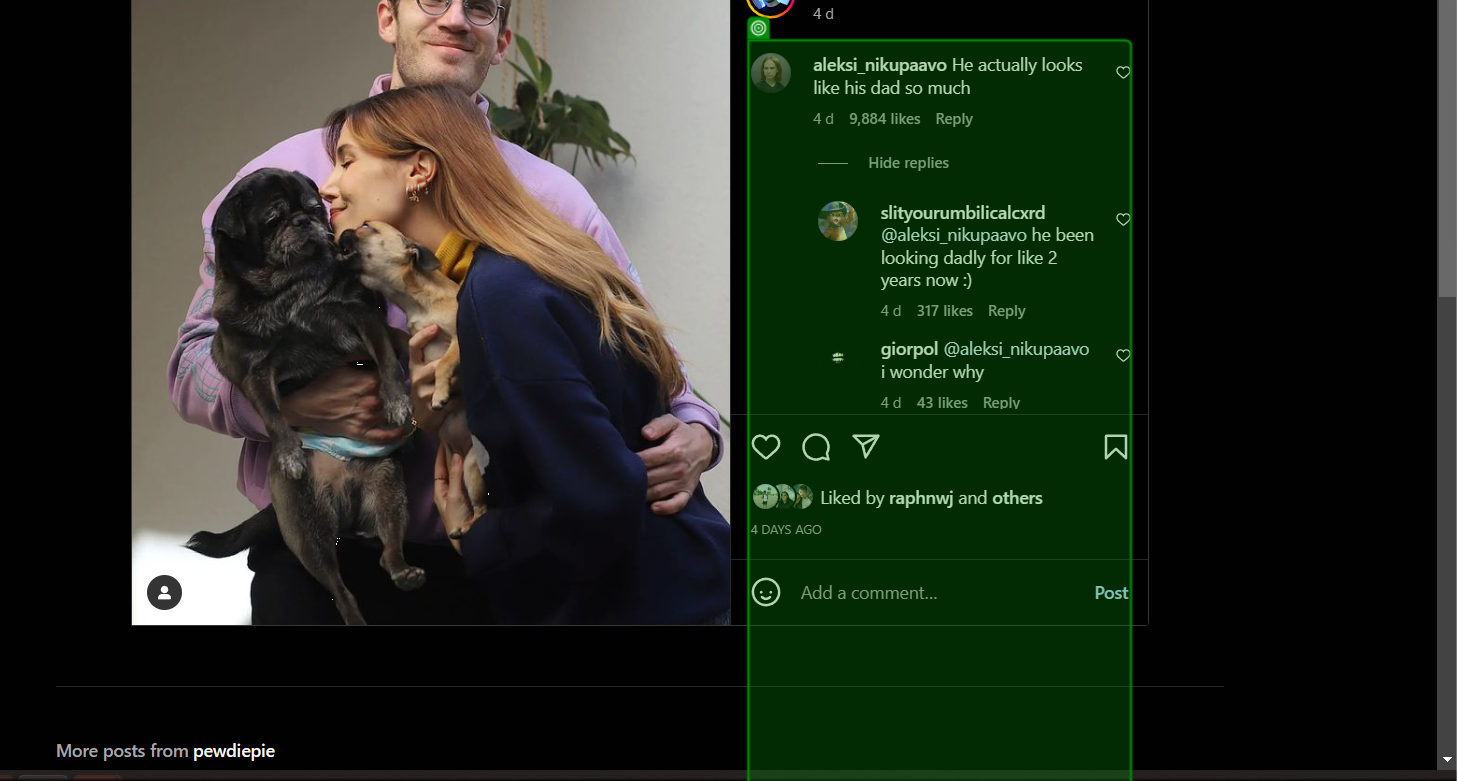 4 d
aleksi_nikupaavo He actually looks
like his dad so much
4 d 9,884 likes Reply
Hide replies
slityourumbilicalcxrd
@aleksi_nikupaavo he been
looking dadly for like 2
years now :)
4 d 317 likes Reply
giorpol @aleksi_nikupaavo
i wonder why
4 d 43 likes Reply
Liked by raphnwj and others
4 DAYS AGO
Add a comment...
Post
More posts from pewdiepie